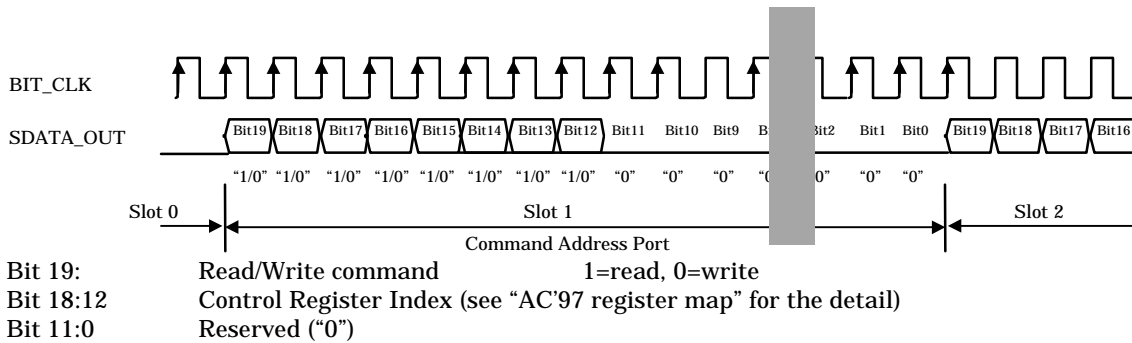 BIT_CLK
SDATA_OUT
Bit19 Bit18 Bit17 Bit16 Bit15 Bit14 Bit13 Bit12 Bit11 Bit10 Bit9 Bit1 Bit0 Bit19 Bit18 Bit17 Bit16
“1/0” “1/0” “1/0” “1/0” “1/0” “1/0” “1/0” “1/0” “0” “0” “0” “0” “0”
Slot 0 Slot 1 Slot 2
Command Address Port
Bit 19: Read/Write command 1=read, 0=write
Bit 18:12 Control Register Index (see “AC’97 register map” for the detail)
Bit 11:0 Reserved (“0”)